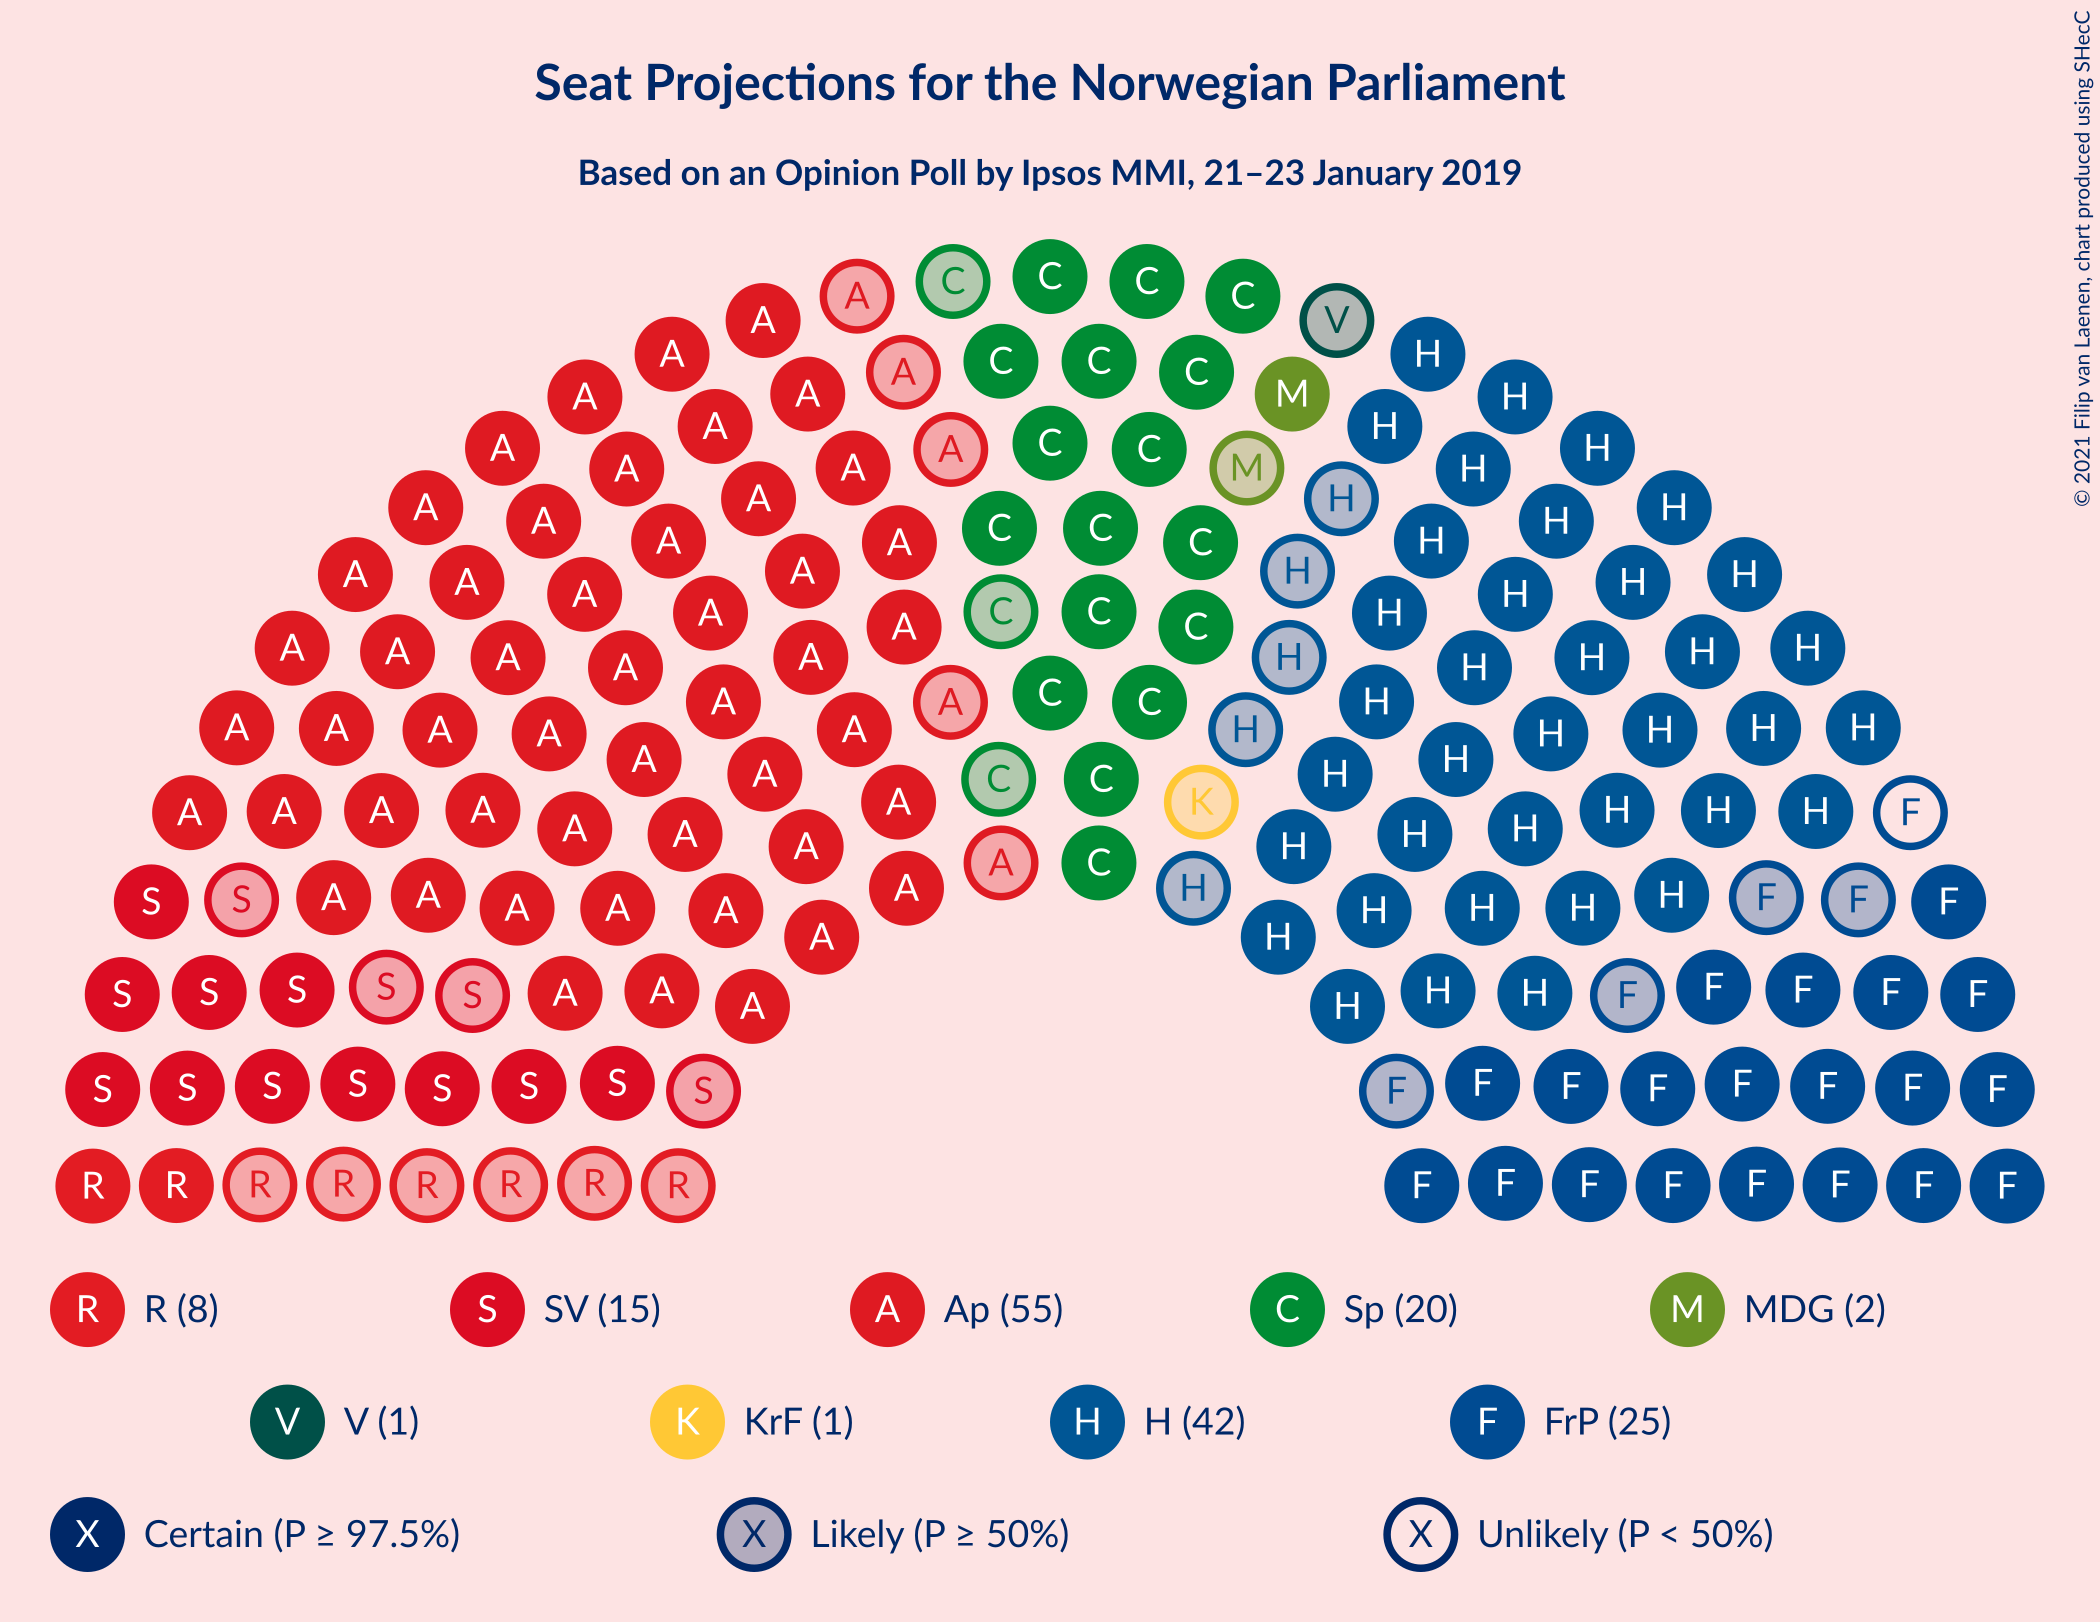 Seat Projections for the Norwegian Parliament
Based on an Opinion Poll by Ipsos MMI, 21–23 January 2019
© 2021 Filip van Laenen, chart produced using SHecC
A C C C C V
A A H
A A C C C M H H
A A A A C C M H H H
A A A A C C C H H H H
A A A A A C C C H H H H H
A A A A A A C C H H H H H H
A A A A A A A C C K H H H H H H H F
S S A A A A A A A C H H H H H H F F F
S S S S S A A A H H H F F F F F
S S S S S S S S F F F F F F F F
R R R R R R R R F F F F F F F F
R R (8) S SV (15) A Ap (55) C Sp (20) M MDG (2)
V V (1) K KrF (1) H H (42) F FrP (25)
X Certain (P ≥ 97.5%) X Likely (P ≥ 50%) X Unlikely (P < 50%)